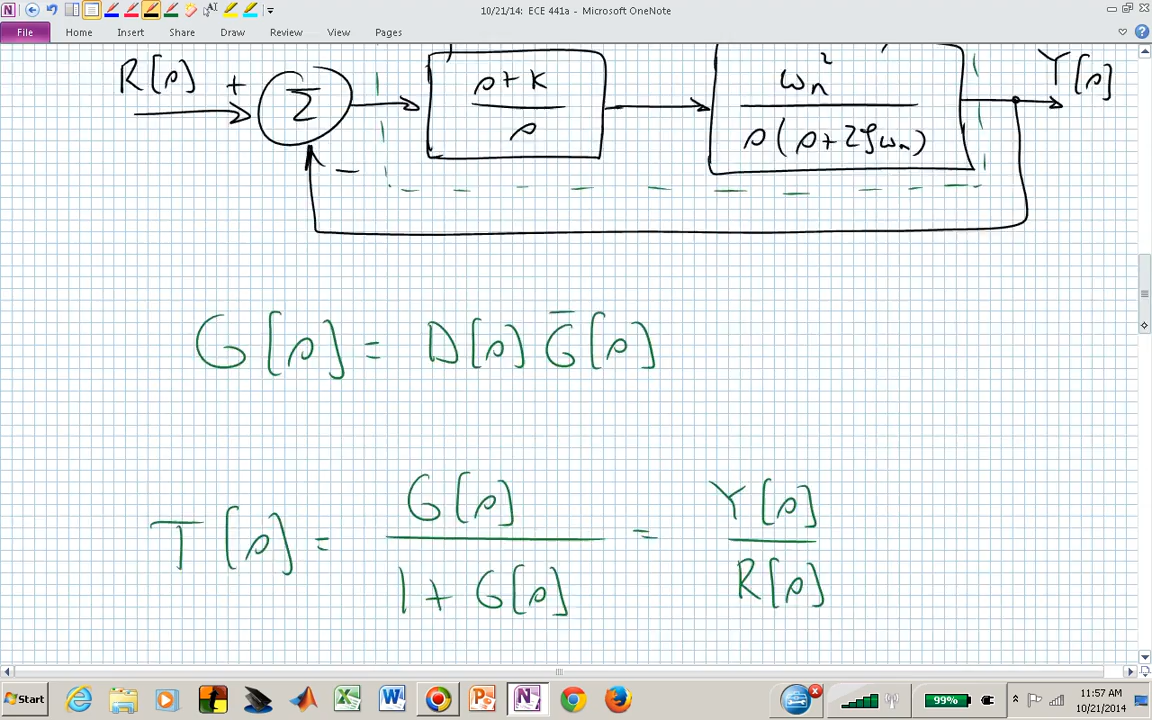 10/21/14: ECE 441a - Microsoft OneNote
File Home Insert Share Draw Review View Pages
R[s] + Σ (s + K)/s ωn² / s(s + 2ζωn) Y[s]
−
G[s] = D[s] G̅[s]
T[s] = G[s] / (1 + G[s]) = Y[s] / R[s]
Start 99% 11:57 AM
10/21/2014